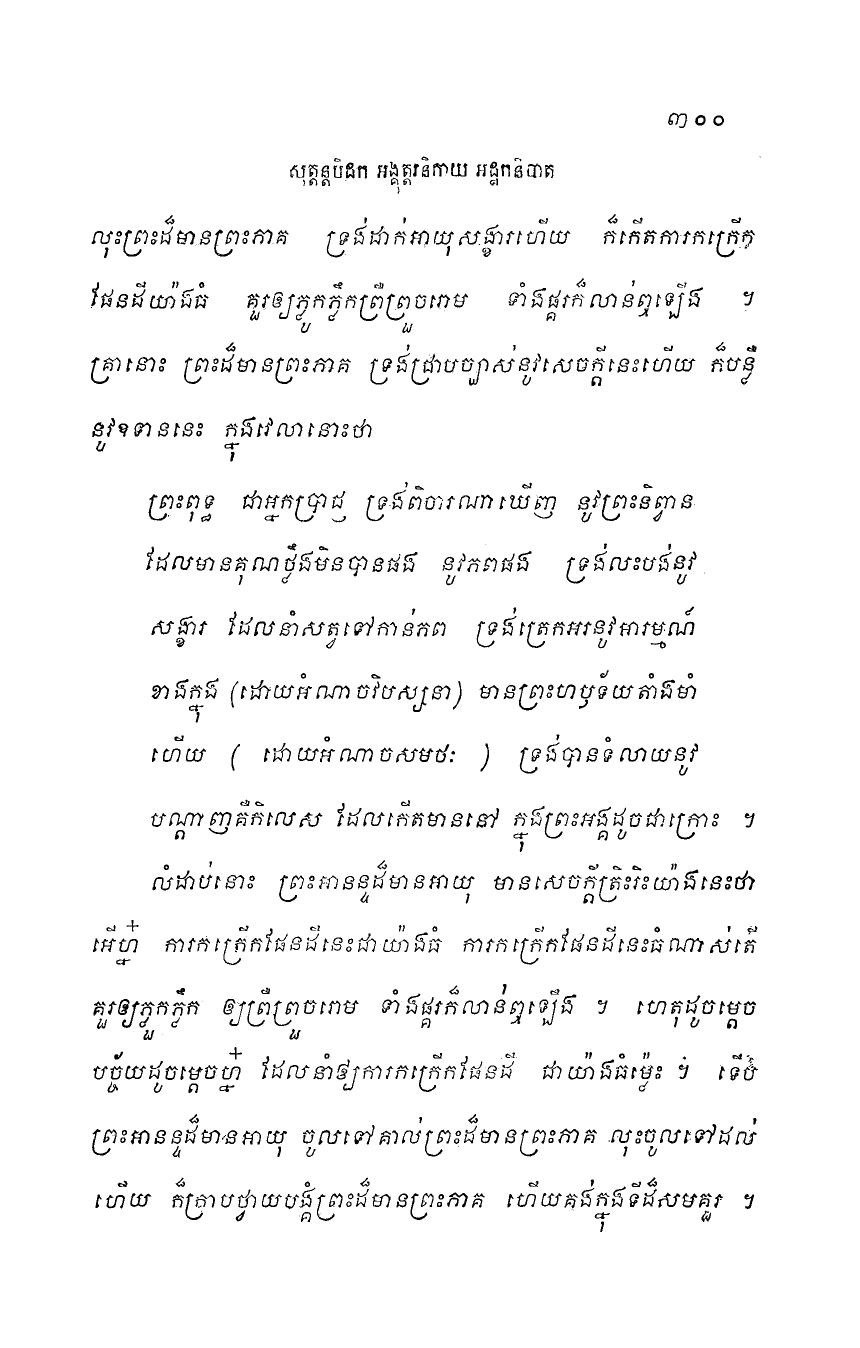 ៣០០
សុត្តន្តបិដក អង្គុត្តរនិកាយ អដ្ឋកនិបាត
លុះព្រះដ៏មានព្រះភាគ ទ្រង់ដាក់អាយុសង្ខារហើយ ក៏កើតការកក្រើក
ផែនដីយ៉ាងធំ គួរឲ្យភ្ញូកភ្ញឹកព្រឺព្រួចរោម ទាំងផ្គរក៏លាន់ឮឡើង ។
គ្រានោះ ព្រះដ៏មានព្រះភាគ ទ្រង់ជ្រាបច្បាស់នូវសេចក្តីនេះហើយ ក៏បន្លឺ
នូវឧទាននេះ ក្នុងវេលានោះថា
ព្រះពុទ្ធ ជាអ្នកប្រាជ្ញ ទ្រង់ពិចារណាឃើញ នូវព្រះនិព្វាន
ដែលមានគុណថ្លឹងមិនបានផង នូវភពផង ទ្រង់លះបង់នូវ
សង្ខារ ដែលនាំសត្វទៅកាន់ភព ទ្រង់ត្រេកអរនូវអារម្មណ៍
ខាងក្នុង (ដោយអំណាចវិបស្សនា) មានព្រះហឫទ័យតាំងមាំ
ហើយ ( ដោយអំណាចសមថៈ ) ទ្រង់បានទំលាយនូវ
បណ្តាញគឺកិលេស ដែលកើតមាននៅ ក្នុងព្រះអង្គដូចជាក្រោះ ។
លំដាប់នោះ ព្រះអានន្ទដ៏មានអាយុ មានសេចក្តីត្រិះរិះយ៉ាងនេះថា
អើហ្ន៎ ការកក្រើកផែនដីនេះជាយ៉ាងធំ ការកក្រើកផែនដីនេះធំណាស់តើ
គួរឲ្យភ្ញូកភ្ញឹក ឲ្យព្រឺព្រួចរោម ទាំងផ្គរក៏លាន់ឮឡើង ។ ហេតុដូចម្តេច
បច្ច័យដូចម្តេចហ្ន៎ ដែលនាំឲ្យការកក្រើកផែនដី ជាយ៉ាងធំម៉្លេះ ។ ទើប
ព្រះអានន្ទដ៏មានអាយុ ចូលទៅគាល់ព្រះដ៏មានព្រះភាគ លុះចូលទៅដល់
ហើយ ក៏ក្រាបថ្វាយបង្គំព្រះដ៏មានព្រះភាគ ហើយគង់ក្នុងទីដ៏សមគួរ ។